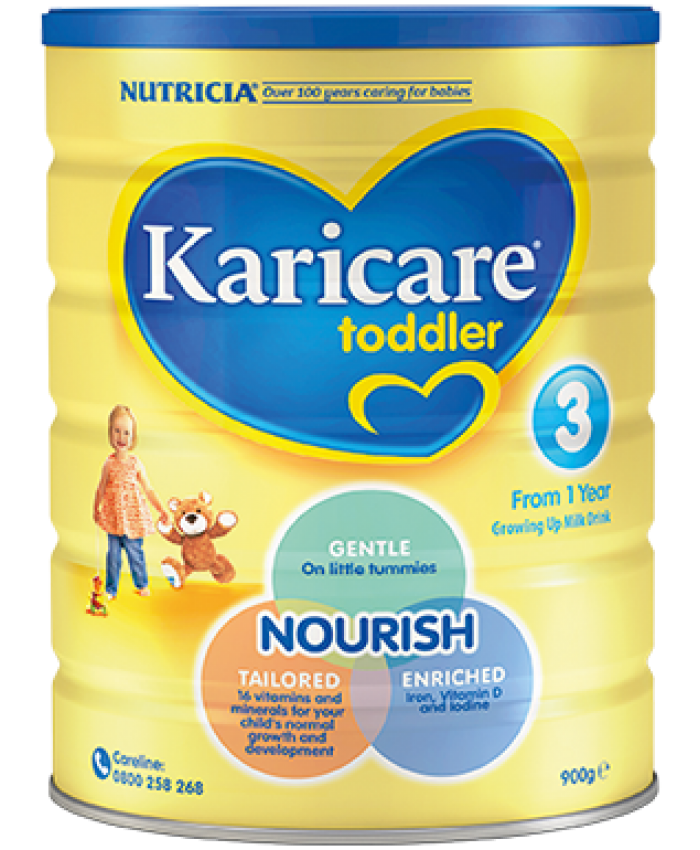 NUTRICIA® Over 100 years caring for babies
Karicare®
toddler
3
From 1 Year
Growing Up Milk Drink
GENTLE
On little tummies
NOURISH
TAILORED
16 vitamins and
minerals for your
child's normal
growth and
development
ENRICHED
Iron, Vitamin D
and Iodine
Careline:
0800 258 268
900g e